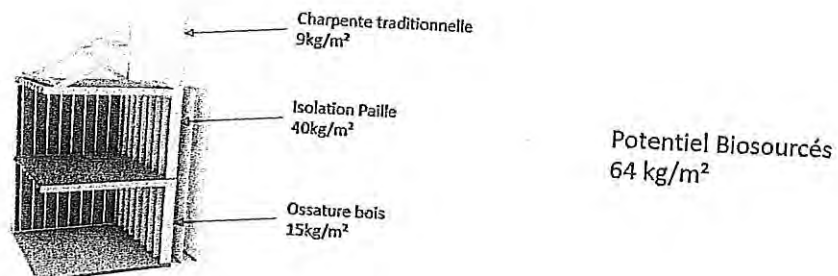 Charpente traditionnelle
9kg/m²
Isolation Paille
40kg/m²
Ossature bois
15kg/m²
Potentiel Biosourcés
64 kg/m²